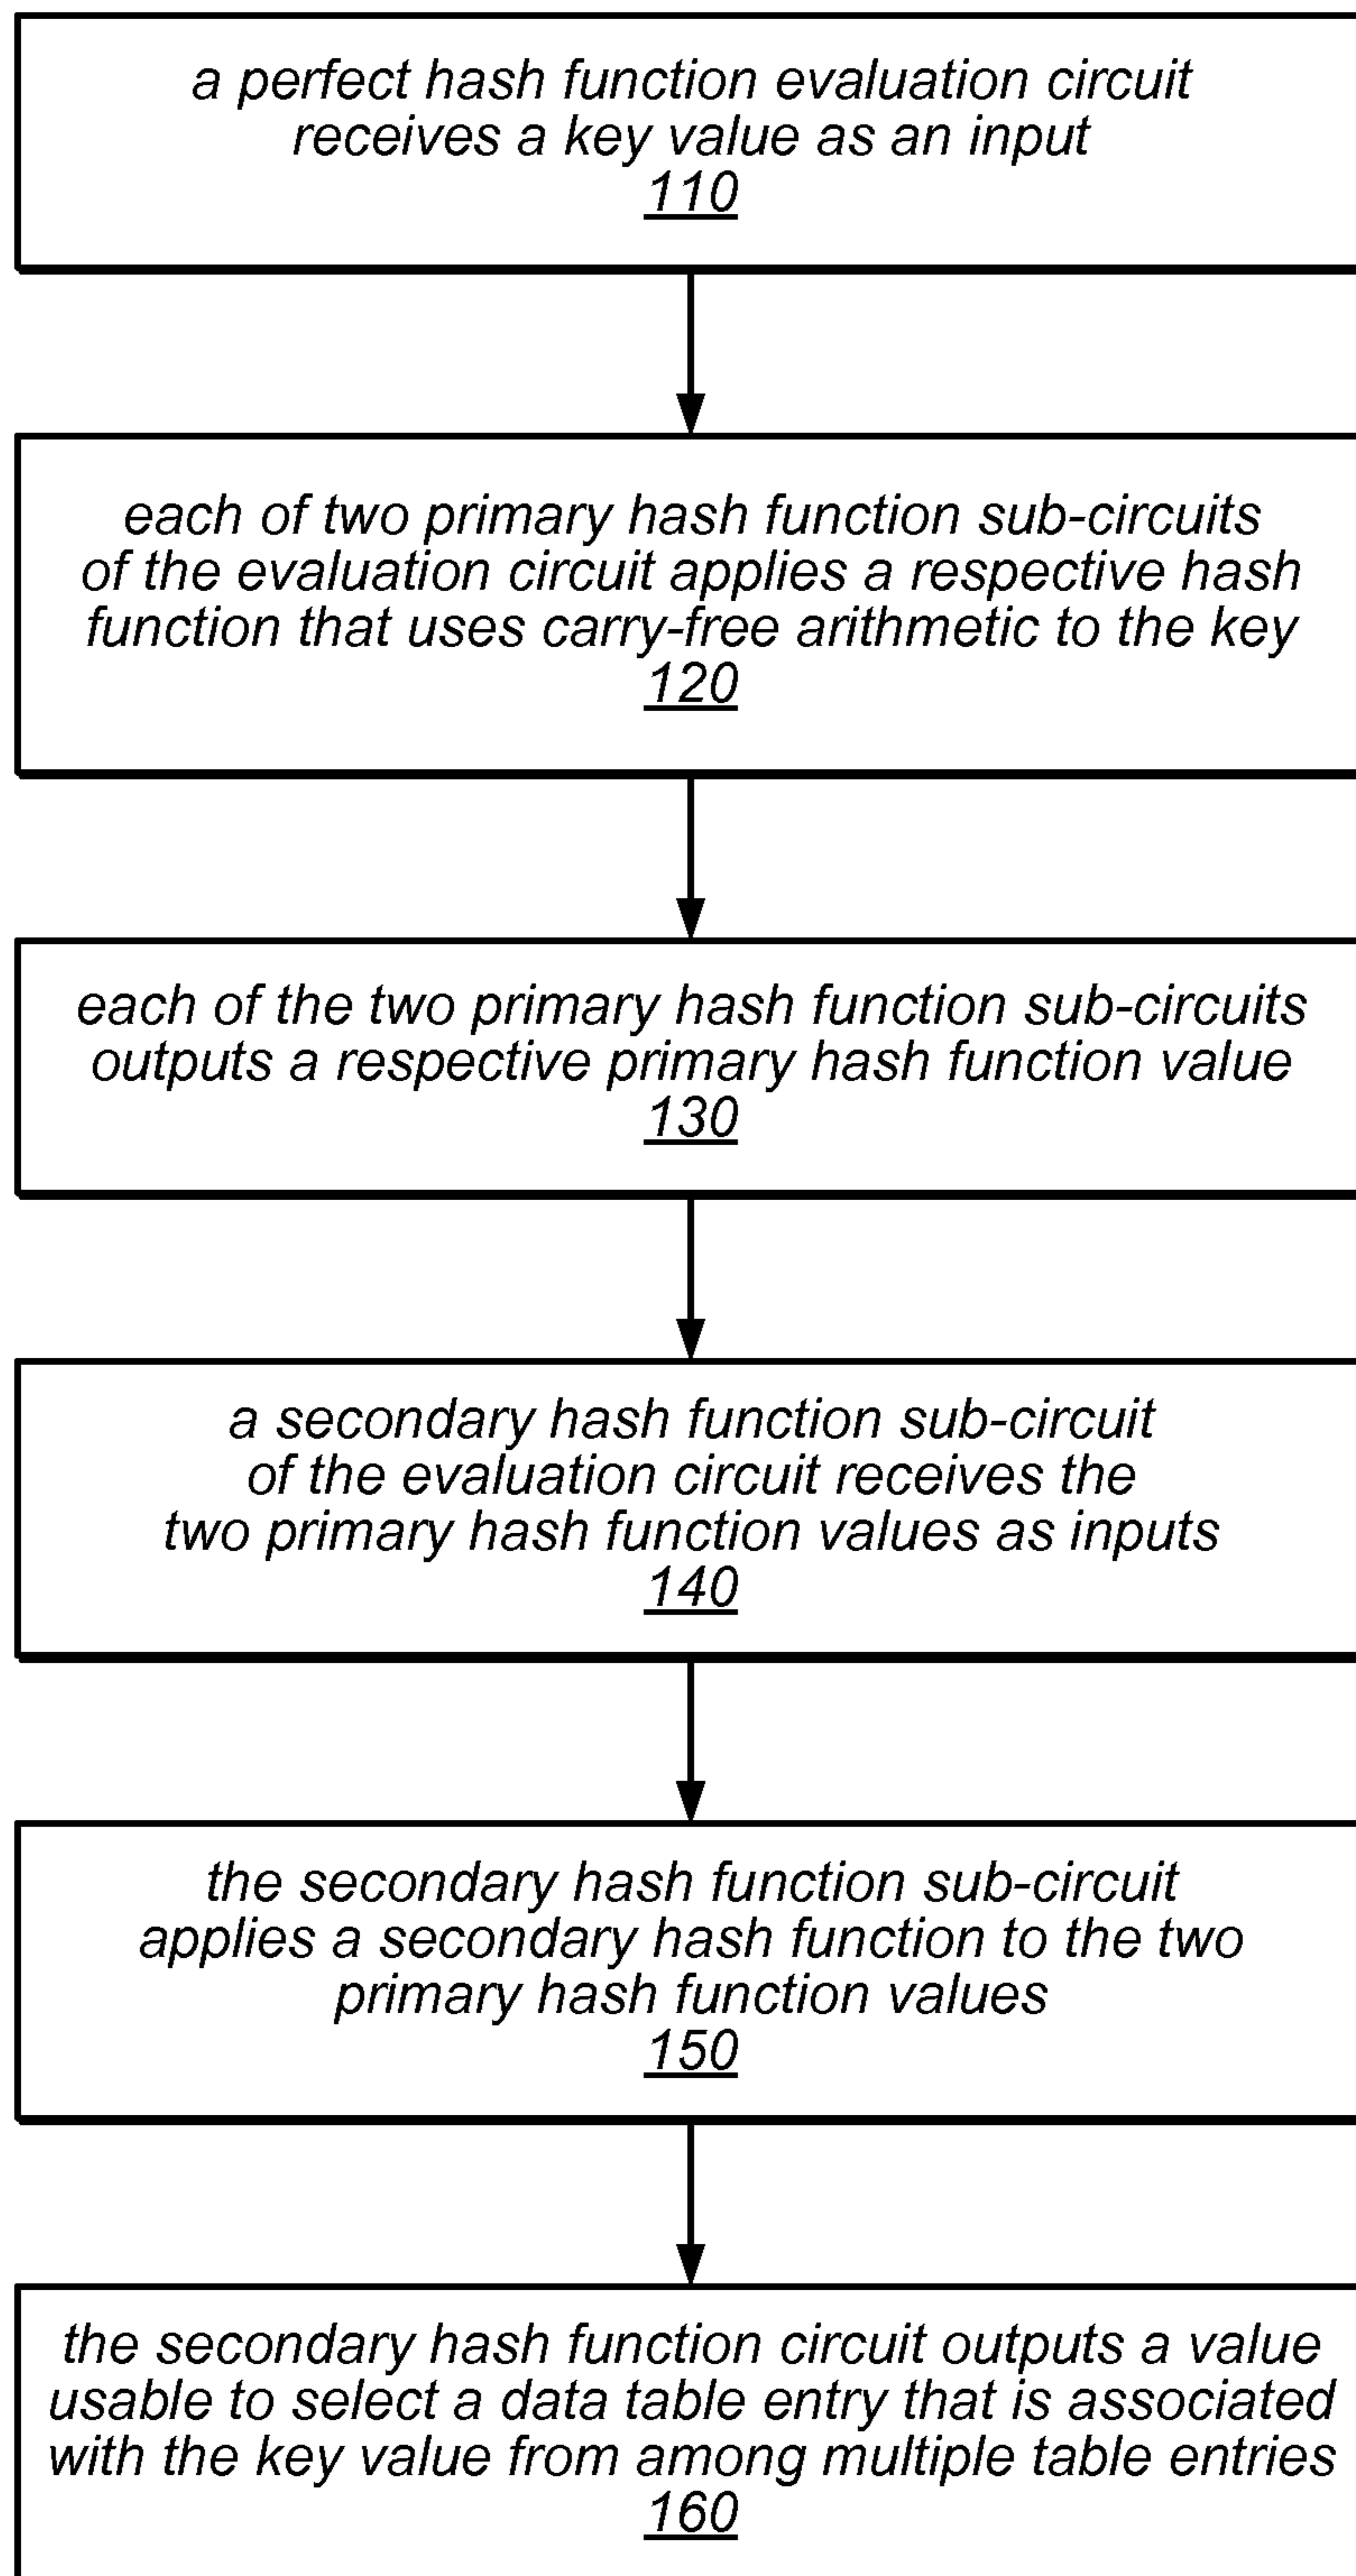 a perfect hash function evaluation circuit
receives a key value as an input
110
each of two primary hash function sub-circuits
of the evaluation circuit applies a respective hash
function that uses carry-free arithmetic to the key
120
each of the two primary hash function sub-circuits
outputs a respective primary hash function value
130
a secondary hash function sub-circuit
of the evaluation circuit receives the
two primary hash function values as inputs
140
the secondary hash function sub-circuit
applies a secondary hash function to the two
primary hash function values
150
the secondary hash function circuit outputs a value
usable to select a data table entry that is associated
with the key value from among multiple table entries
160